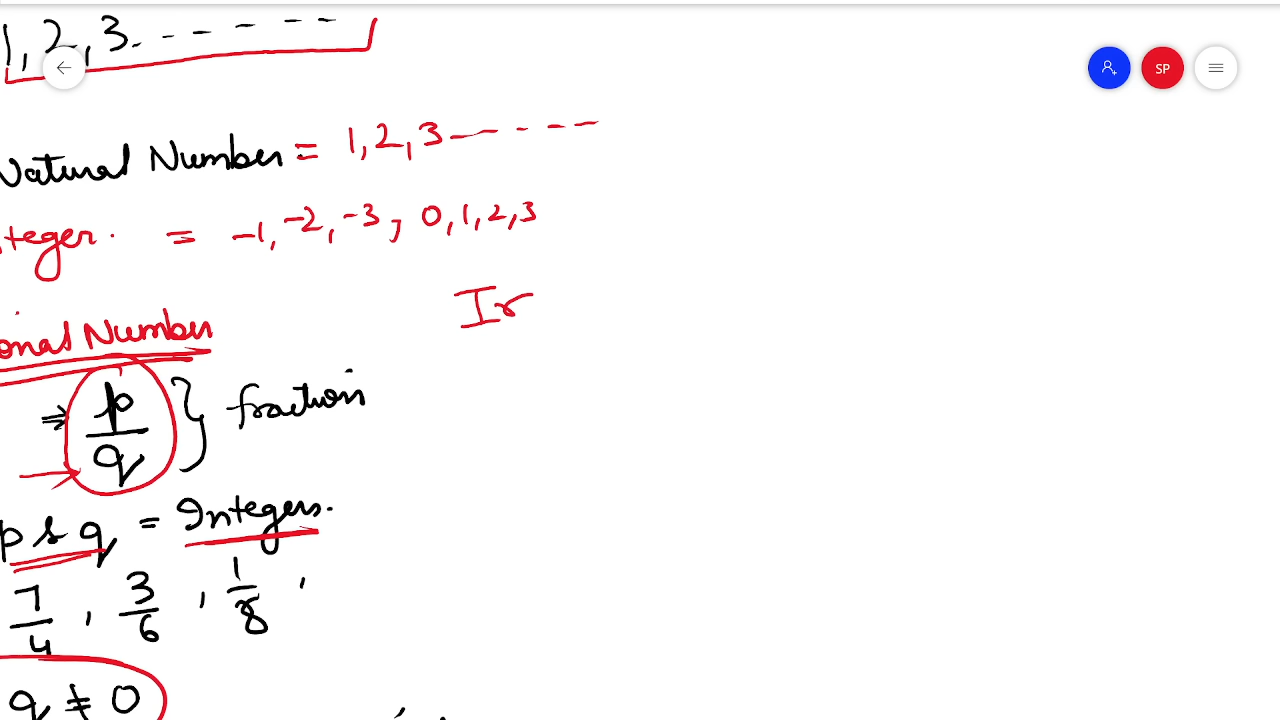 1, 2, 3. - - - - -
SP
Natural Number = 1, 2, 3 - - - - -
nteger. = -1, -2, -3, 0, 1, 2, 3
Ir
onal Number
⇒ p/q } fraction
p & q = Integers.
7/4, 3/6, 1/8,
q ≠ 0